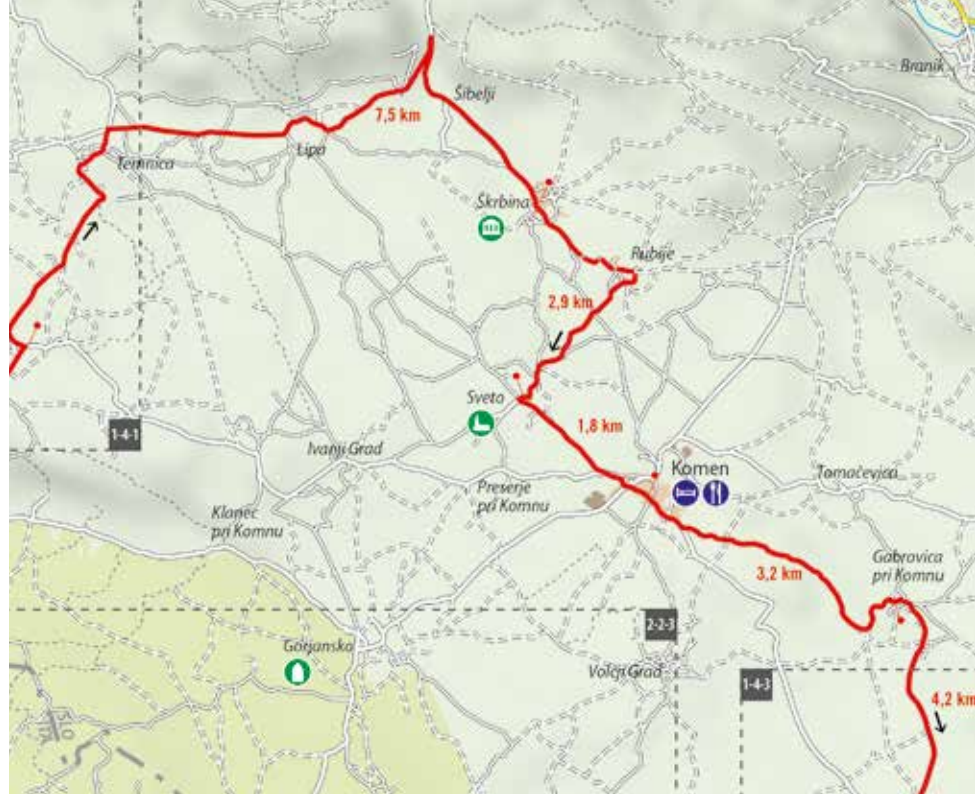 Branik
Šibelji
7,5 km
Lipa
Temnica
Škrbina
Rubije
2,9 km
Sveto
1,8 km
1-4-1
Ivanji Grad
Komen
Tomačevica
Preserje
pri Komnu
Klanec
pri Komnu
Gabrovica
pri Komnu
3,2 km
2-2-3
Gorjansko
Volčji Grad
1-4-3
4,2 km
SLO
ITA